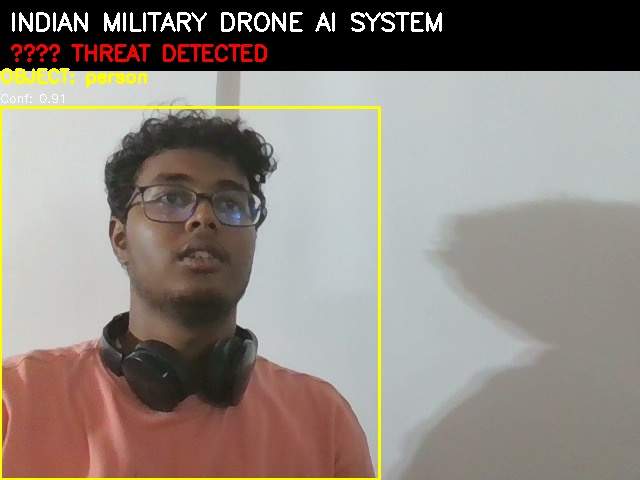 INDIAN MILITARY DRONE AI SYSTEM
???? THREAT DETECTED
OBJECT: person
Conf: 0.91